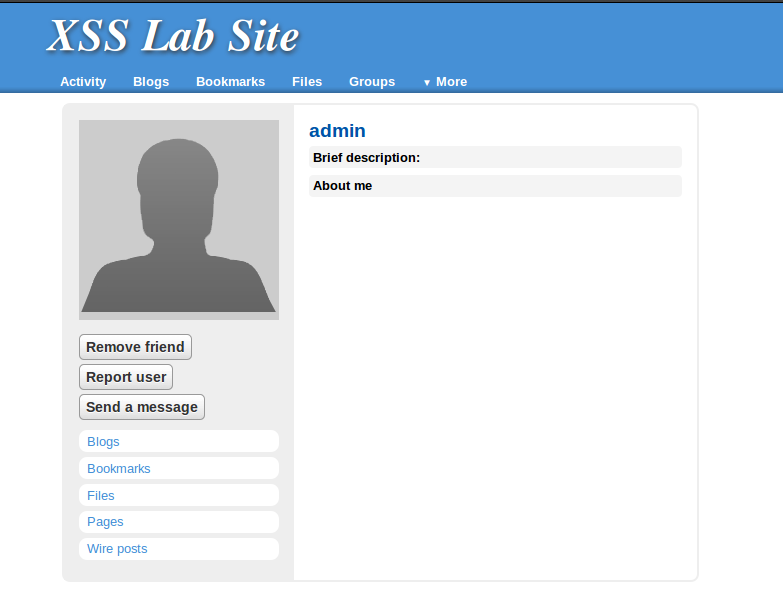 XSS Lab Site
Activity Blogs Bookmarks Files Groups ▼ More
admin
Brief description:
About me
Remove friend
Report user
Send a message
Blogs
Bookmarks
Files
Pages
Wire posts